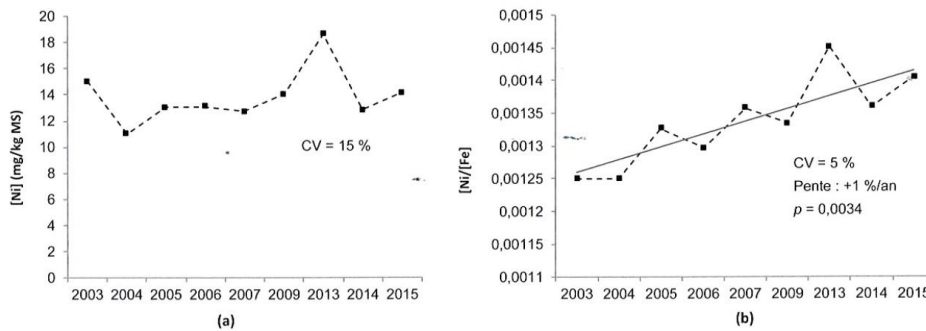 [Ni] (mg/kg MS)
20
18
16
14
12
10
8
6
4
2
0
CV = 15 %
2003 2004 2005 2006 2007 2009 2013 2014 2015
(a)
[Ni/[Fe]
0,0015
0,00145
0,0014
0,00135
0,0013
0,00125
0,0012
0,00115
0,0011
CV = 5 %
Pente : +1 %/an
p = 0,0034
2003 2004 2005 2006 2007 2009 2013 2014 2015
(b)